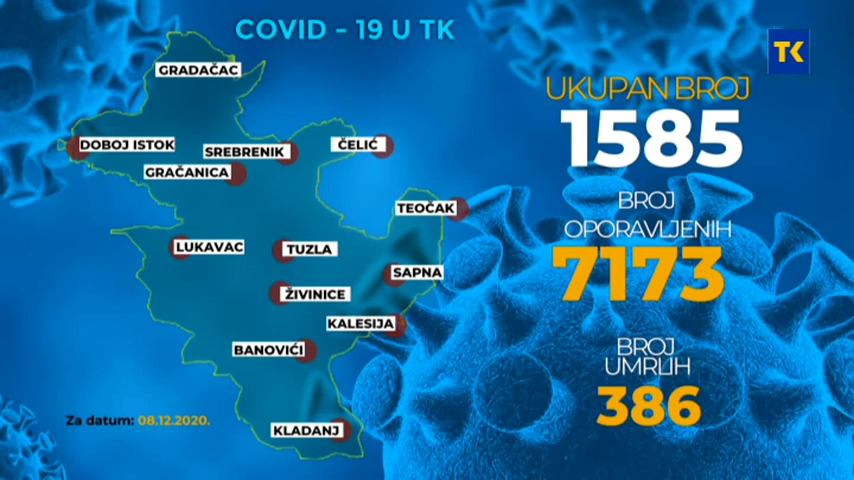 COVID - 19 U TK
TK
GRADAČAC
DOBOJ ISTOK
SREBRENIK
ČELIĆ
GRAČANICA
TEOČAK
LUKAVAC
TUZLA
SAPNA
ŽIVINICE
KALESIJA
BANOVIĆI
KLADANJ
Za datum: 08.12.2020.
UKUPAN BROJ
1585
BROJ
OPORAVLJENIH
7173
BROJ
UMRLIH
386